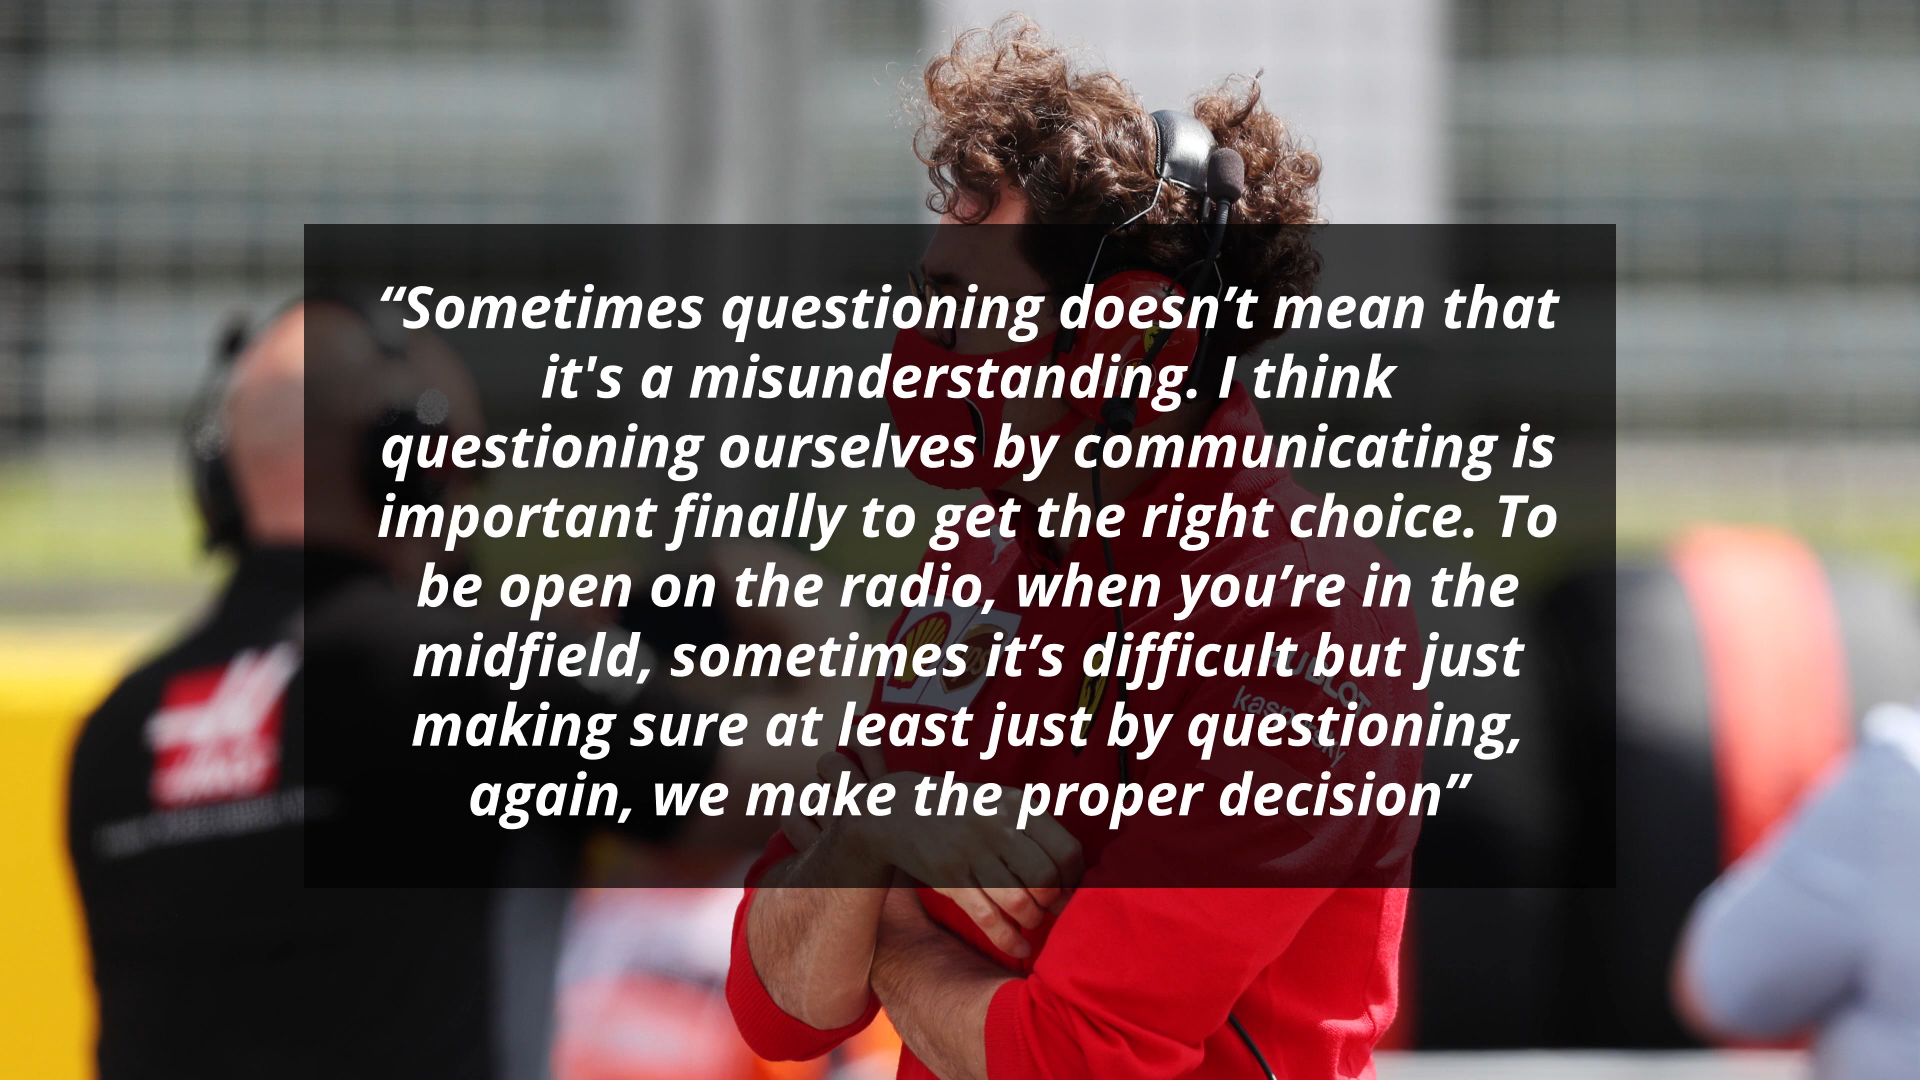 “Sometimes questioning doesn’t mean that
it's a misunderstanding. I think
questioning ourselves by communicating is
important finally to get the right choice. To
be open on the radio, when you’re in the
midfield, sometimes it’s difficult but just
making sure at least just by questioning,
again, we make the proper decision”
HUBLOT
kaspersky